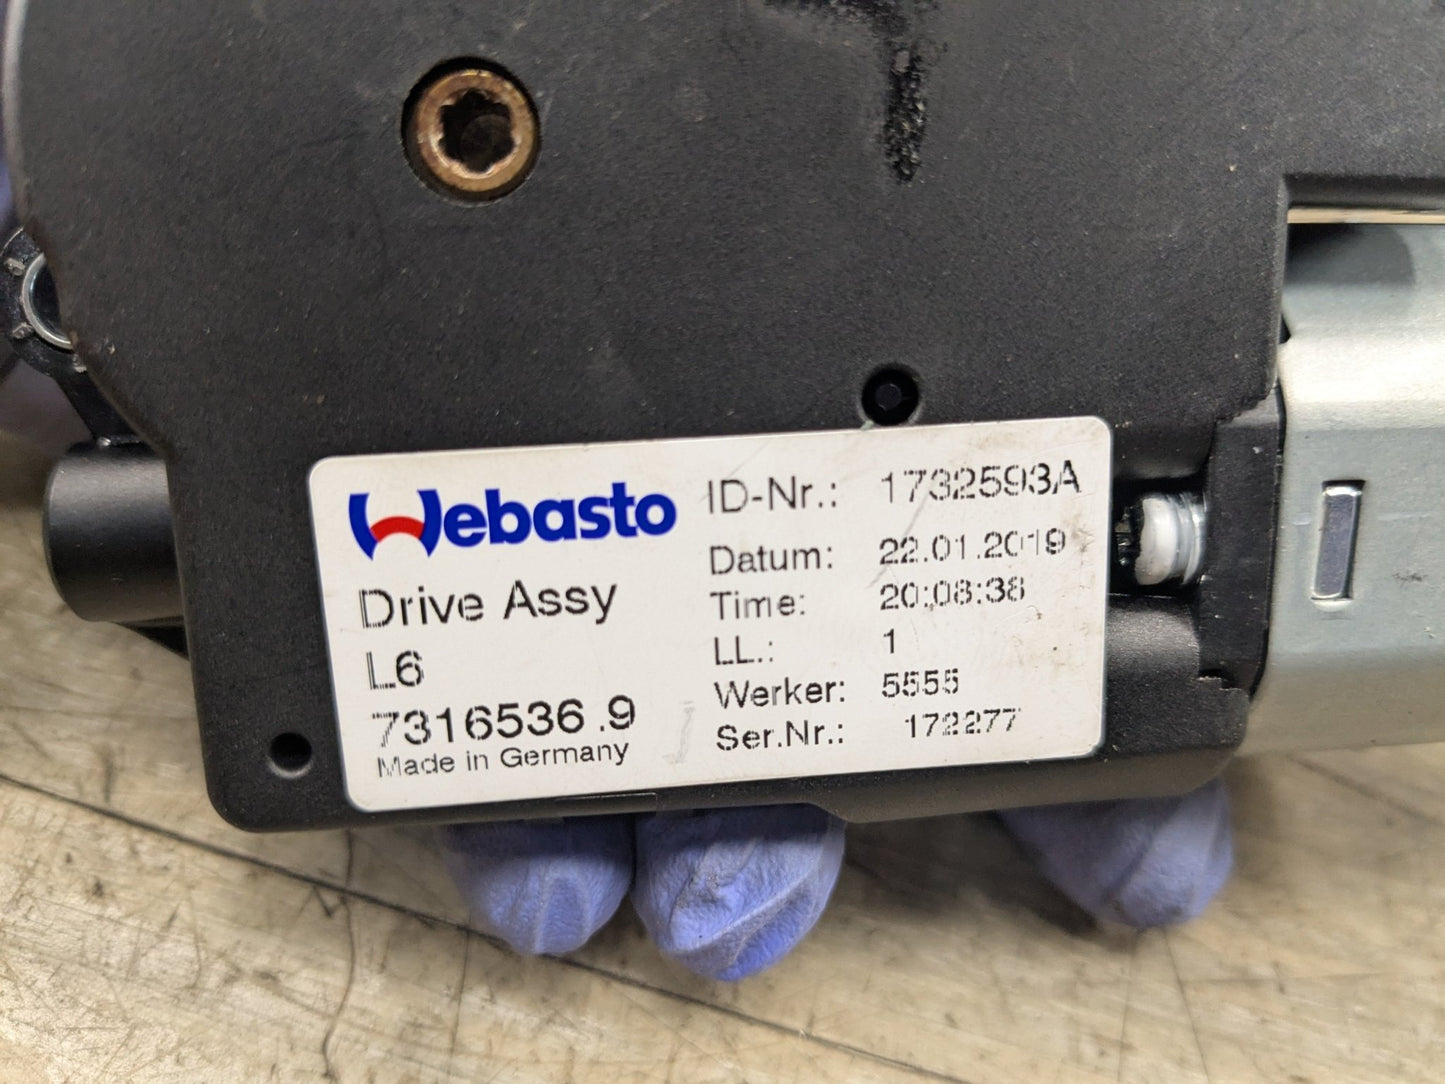 Webasto
Drive Assy
L6
7316536.9
Made in Germany
ID-Nr.: 1732593A
Datum: 22.01.2019
Time: 20:08:38
LL.: 1
Werker: 5555
Ser.Nr.: 172277